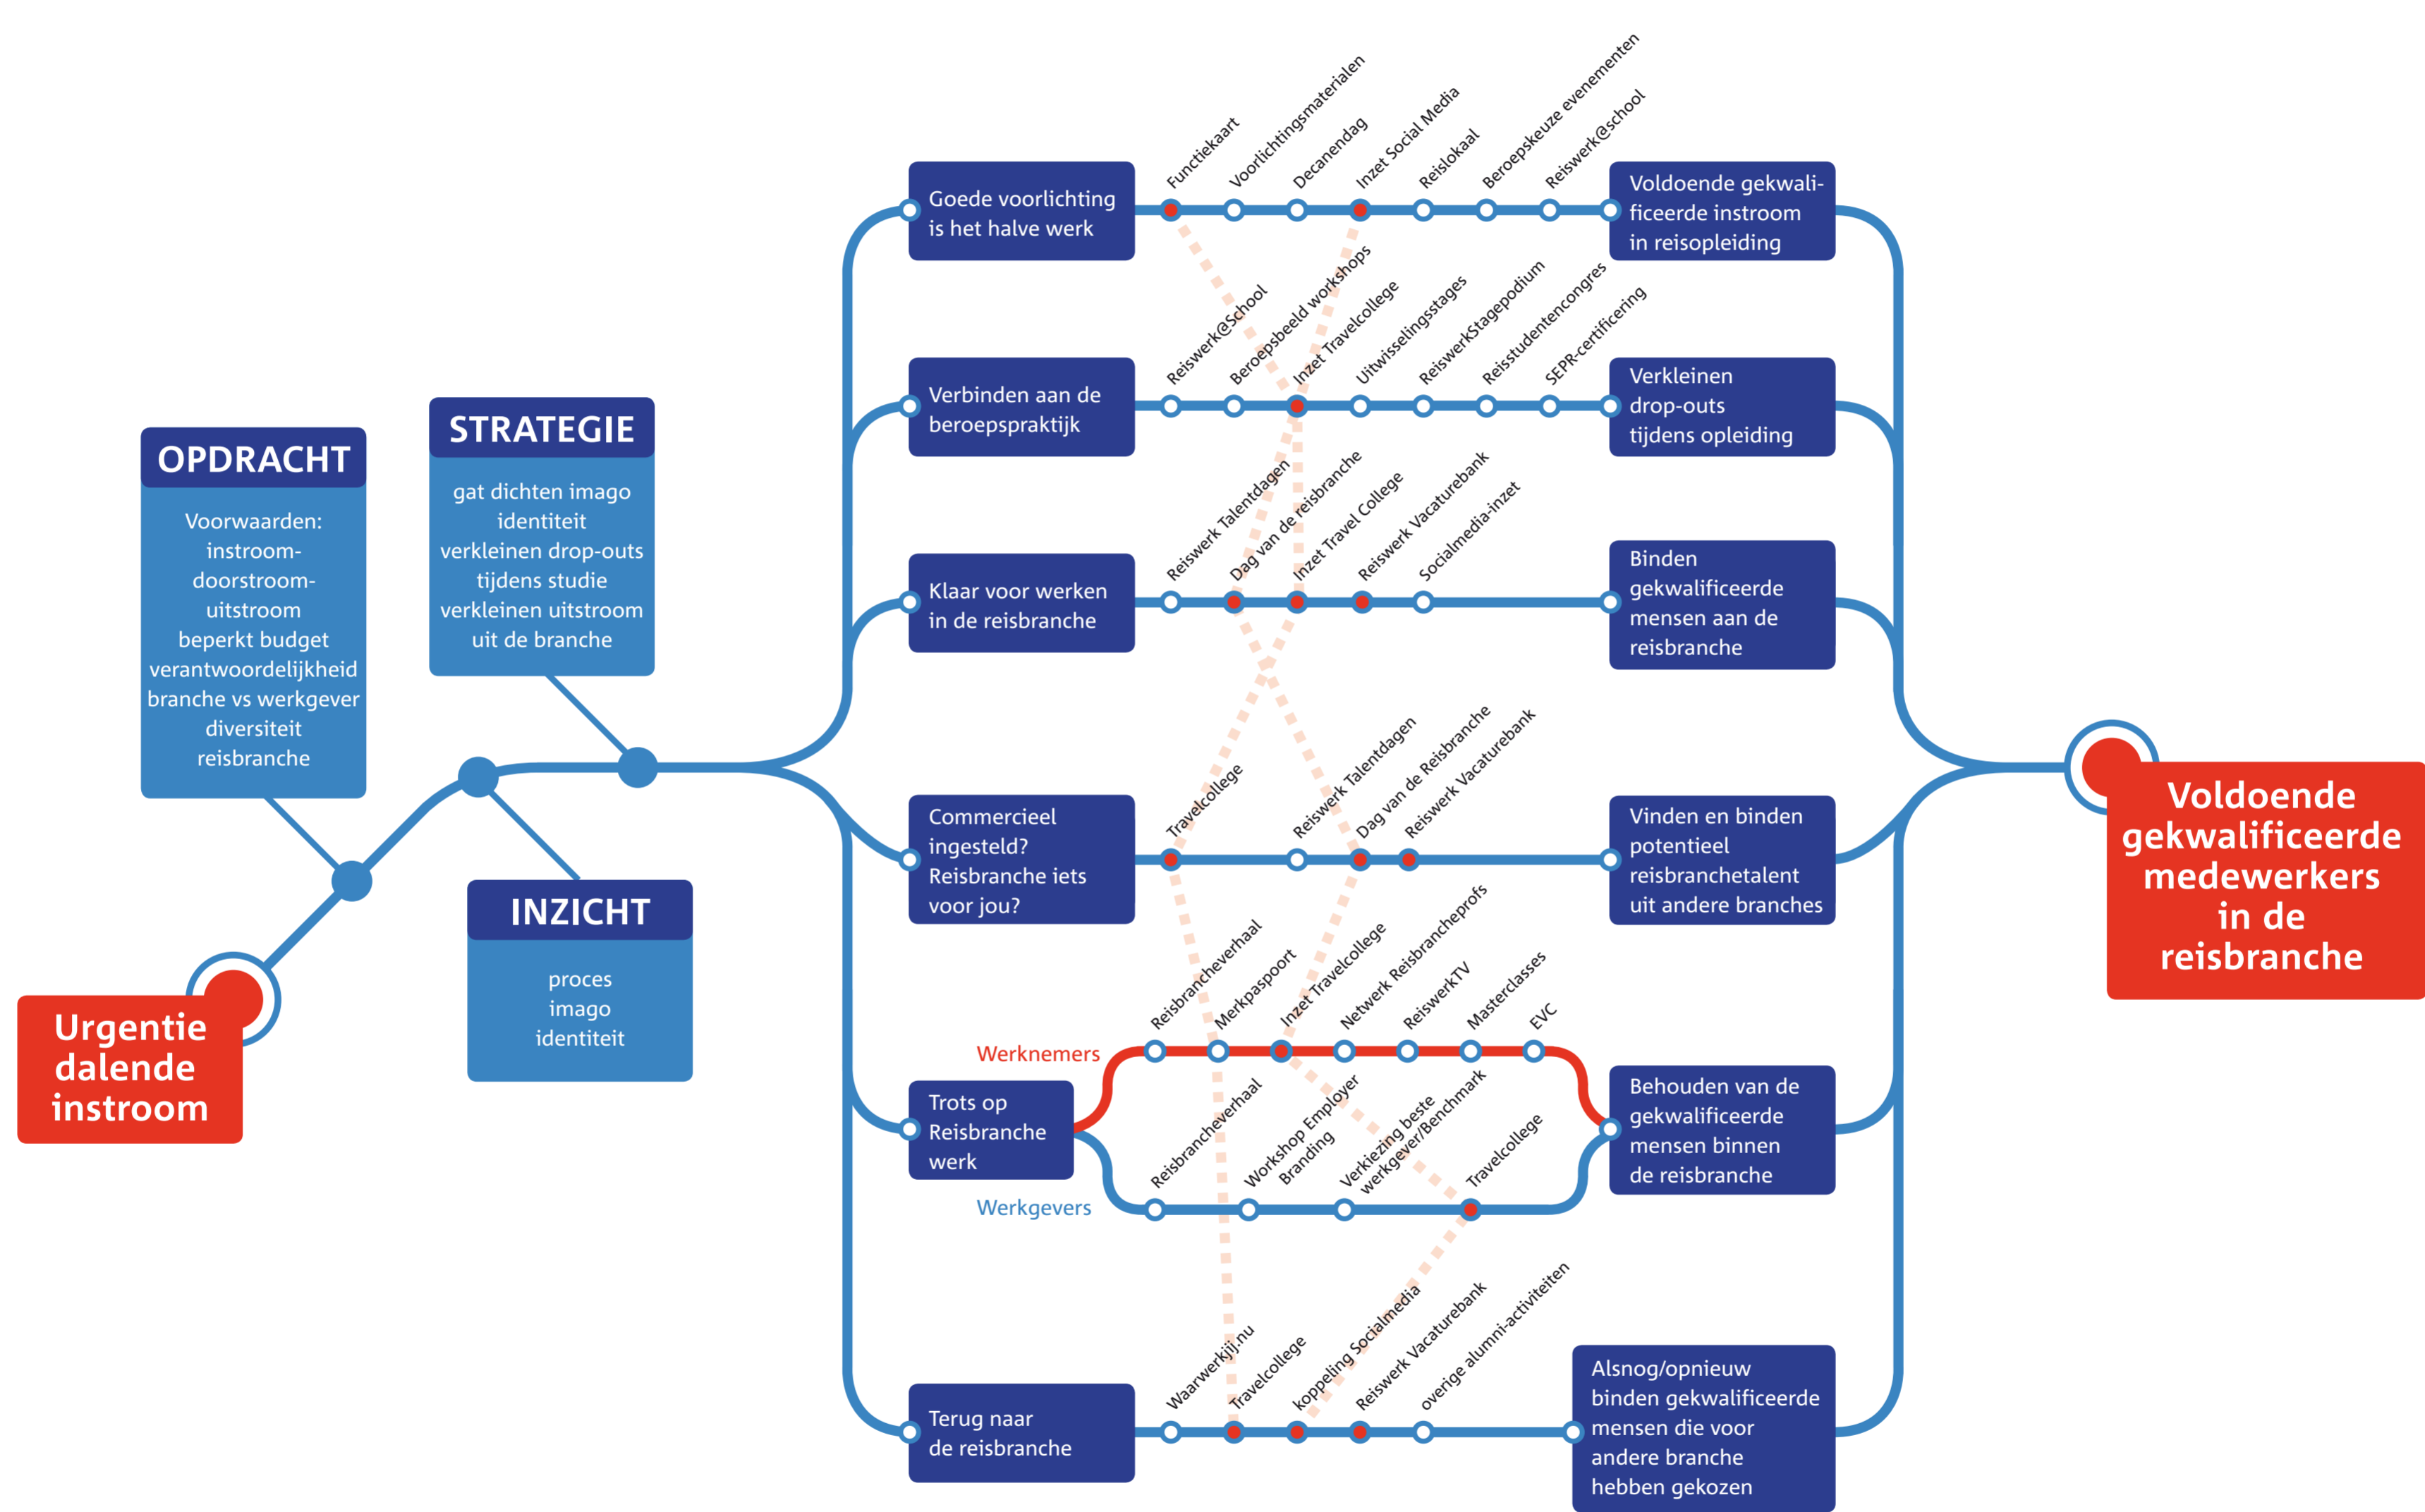 Urgentie
dalende
instroom
OPDRACHT
Voorwaarden:
instroom-
doorstroom-
uitstroom
beperkt budget
verantwoordelijkheid
branche vs werkgever
diversiteit
reisbranche
INZICHT
proces
imago
identiteit
STRATEGIE
gat dichten imago
identiteit
verkleinen drop-outs
tijdens studie
verkleinen uitstroom
uit de branche
Goede voorlichting
is het halve werk
Functiekaart
Voorlichtingsmaterialen
Decanendag
Inzet Social Media
Reislokaal
Beroepskeuze evenementen
Reiswerk@school
Voldoende gekwali-
ficeerde instroom
in reisopleiding
Verbinden aan de
beroepspraktijk
Reiswerk@School
Beroepsbeeld workshops
Inzet Travelcollege
Uitwisselingsstages
ReiswerkStagepodium
Reisstudentencongres
SEPR-certificering
Verkleinen
drop-outs
tijdens opleiding
Klaar voor werken
in de reisbranche
Reiswerk Talentdagen
Dag van de reisbranche
Inzet Travel College
Reiswerk Vacaturebank
Socialmedia-inzet
Binden
gekwalificeerde
mensen aan de
reisbranche
Commercieel
ingesteld?
Reisbranche iets
voor jou?
Travelcollege
Reiswerk Talentdagen
Dag van de Reisbranche
Reiswerk Vacaturebank
Vinden en binden
potentieel
reisbranchetalent
uit andere branches
Trots op
Reisbranche
werk
Werknemers
Reisbrancheverhaal
Merkpaspoort
Inzet Travelcollege
Netwerk Reisbrancheprofs
ReiswerkTV
Masterclasses
EVC
Werkgevers
Reisbrancheverhaal
Workshop Employer
Branding
Verkiezing beste
werkgever/Benchmark
Travelcollege
Behouden van de
gekwalificeerde
mensen binnen
de reisbranche
Terug naar
de reisbranche
Waarwerkjij.nu
Travelcollege
koppeling Socialmedia
Reiswerk Vacaturebank
overige alumni-activiteiten
Alsnog/opnieuw
binden gekwalificeerde
mensen die voor
andere branche
hebben gekozen
Voldoende
gekwalificeerde
medewerkers
in de
reisbranche